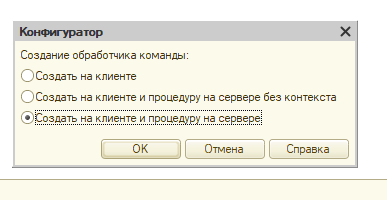 Конфигуратор
Создание обработчика команды:
Создать на клиенте
Создать на клиенте и процедуру на сервере без контекста
Создать на клиенте и процедуру на сервере
OK
Отмена
Справка